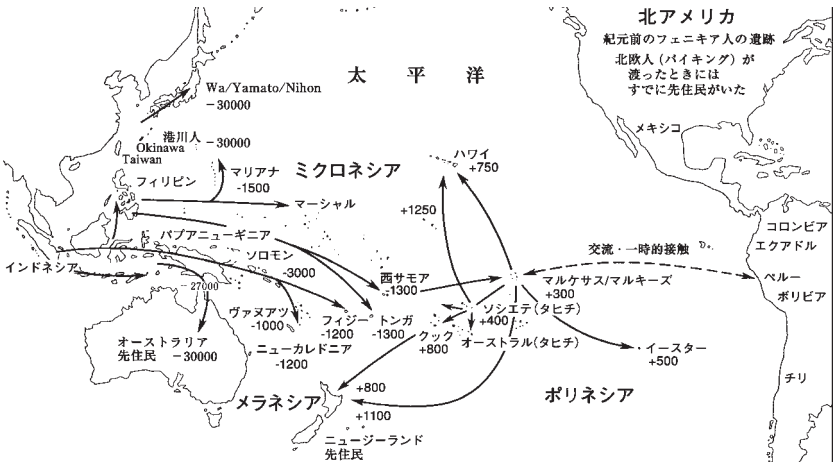 北アメリカ
紀元前のフェニキア人の遺跡
北欧人(バイキング)が
渡ったときには
すでに先住民がいた
太平洋
Wa/Yamato/Nihon
-30000
港川人 -30000
Okinawa
Taiwan
メキシコ
ハワイ
+750
フィリピン
マリアナ
-1500
ミクロネシア
マーシャル
+1250
コロンビア
エクアドル
パプアニューギニア
交流・一時的接触
インドネシア
ソロモン
-3000
西サモア
-1300
マルケサス/マルキーズ
+300
ペルー
ボリビア
-27000
ヴァヌアツ
-1000
フィジー
-1200
トンガ
-1300
ソシエテ(タヒチ)
+400
クック
+800
オーストラル(タヒチ)
オーストラリア
先住民 -30000
ニューカレドニア
-1200
イースター
+500
チリ
メラネシア
+800
+1100
ポリネシア
ニュージーランド
先住民